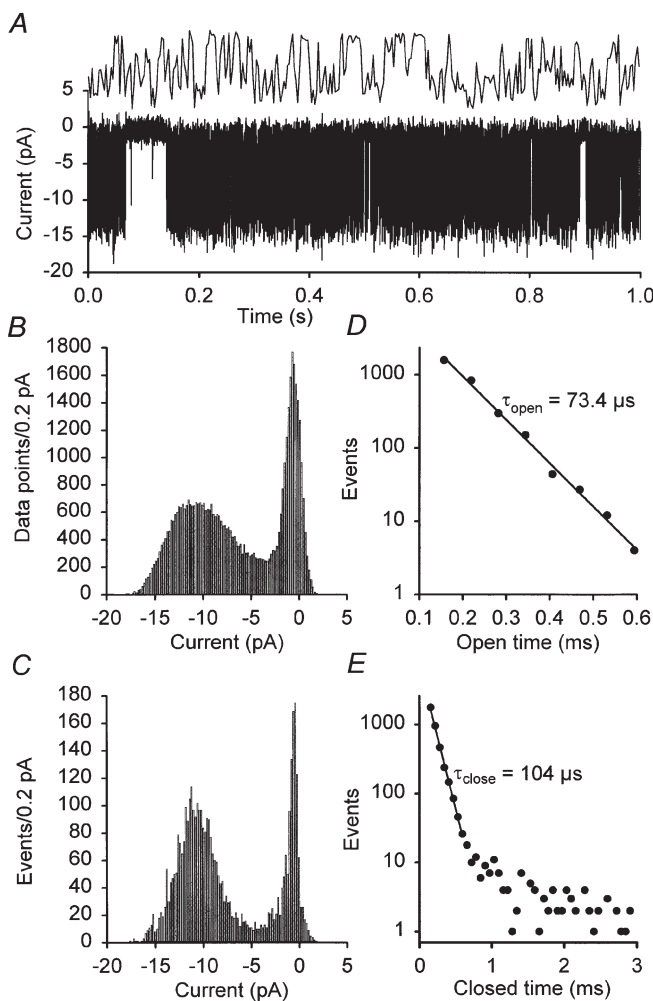 A
5
0
-5
-10
-15
-20
Current (pA)
0.0 0.2 0.4 0.6 0.8 1.0
Time (s)
B
1800
1600
1400
1200
1000
800
600
400
200
0
Data points/0.2 pA
-20 -15 -10 -5 0 5
Current (pA)
D
1000
100
10
1
Events
τopen = 73.4 µs
0.1 0.2 0.3 0.4 0.5 0.6
Open time (ms)
C
180
160
140
120
100
80
60
40
20
0
Events/0.2 pA
-20 -15 -10 -5 0 5
Current (pA)
E
1000
100
10
1
Events
τclose = 104 µs
0 1 2 3
Closed time (ms)